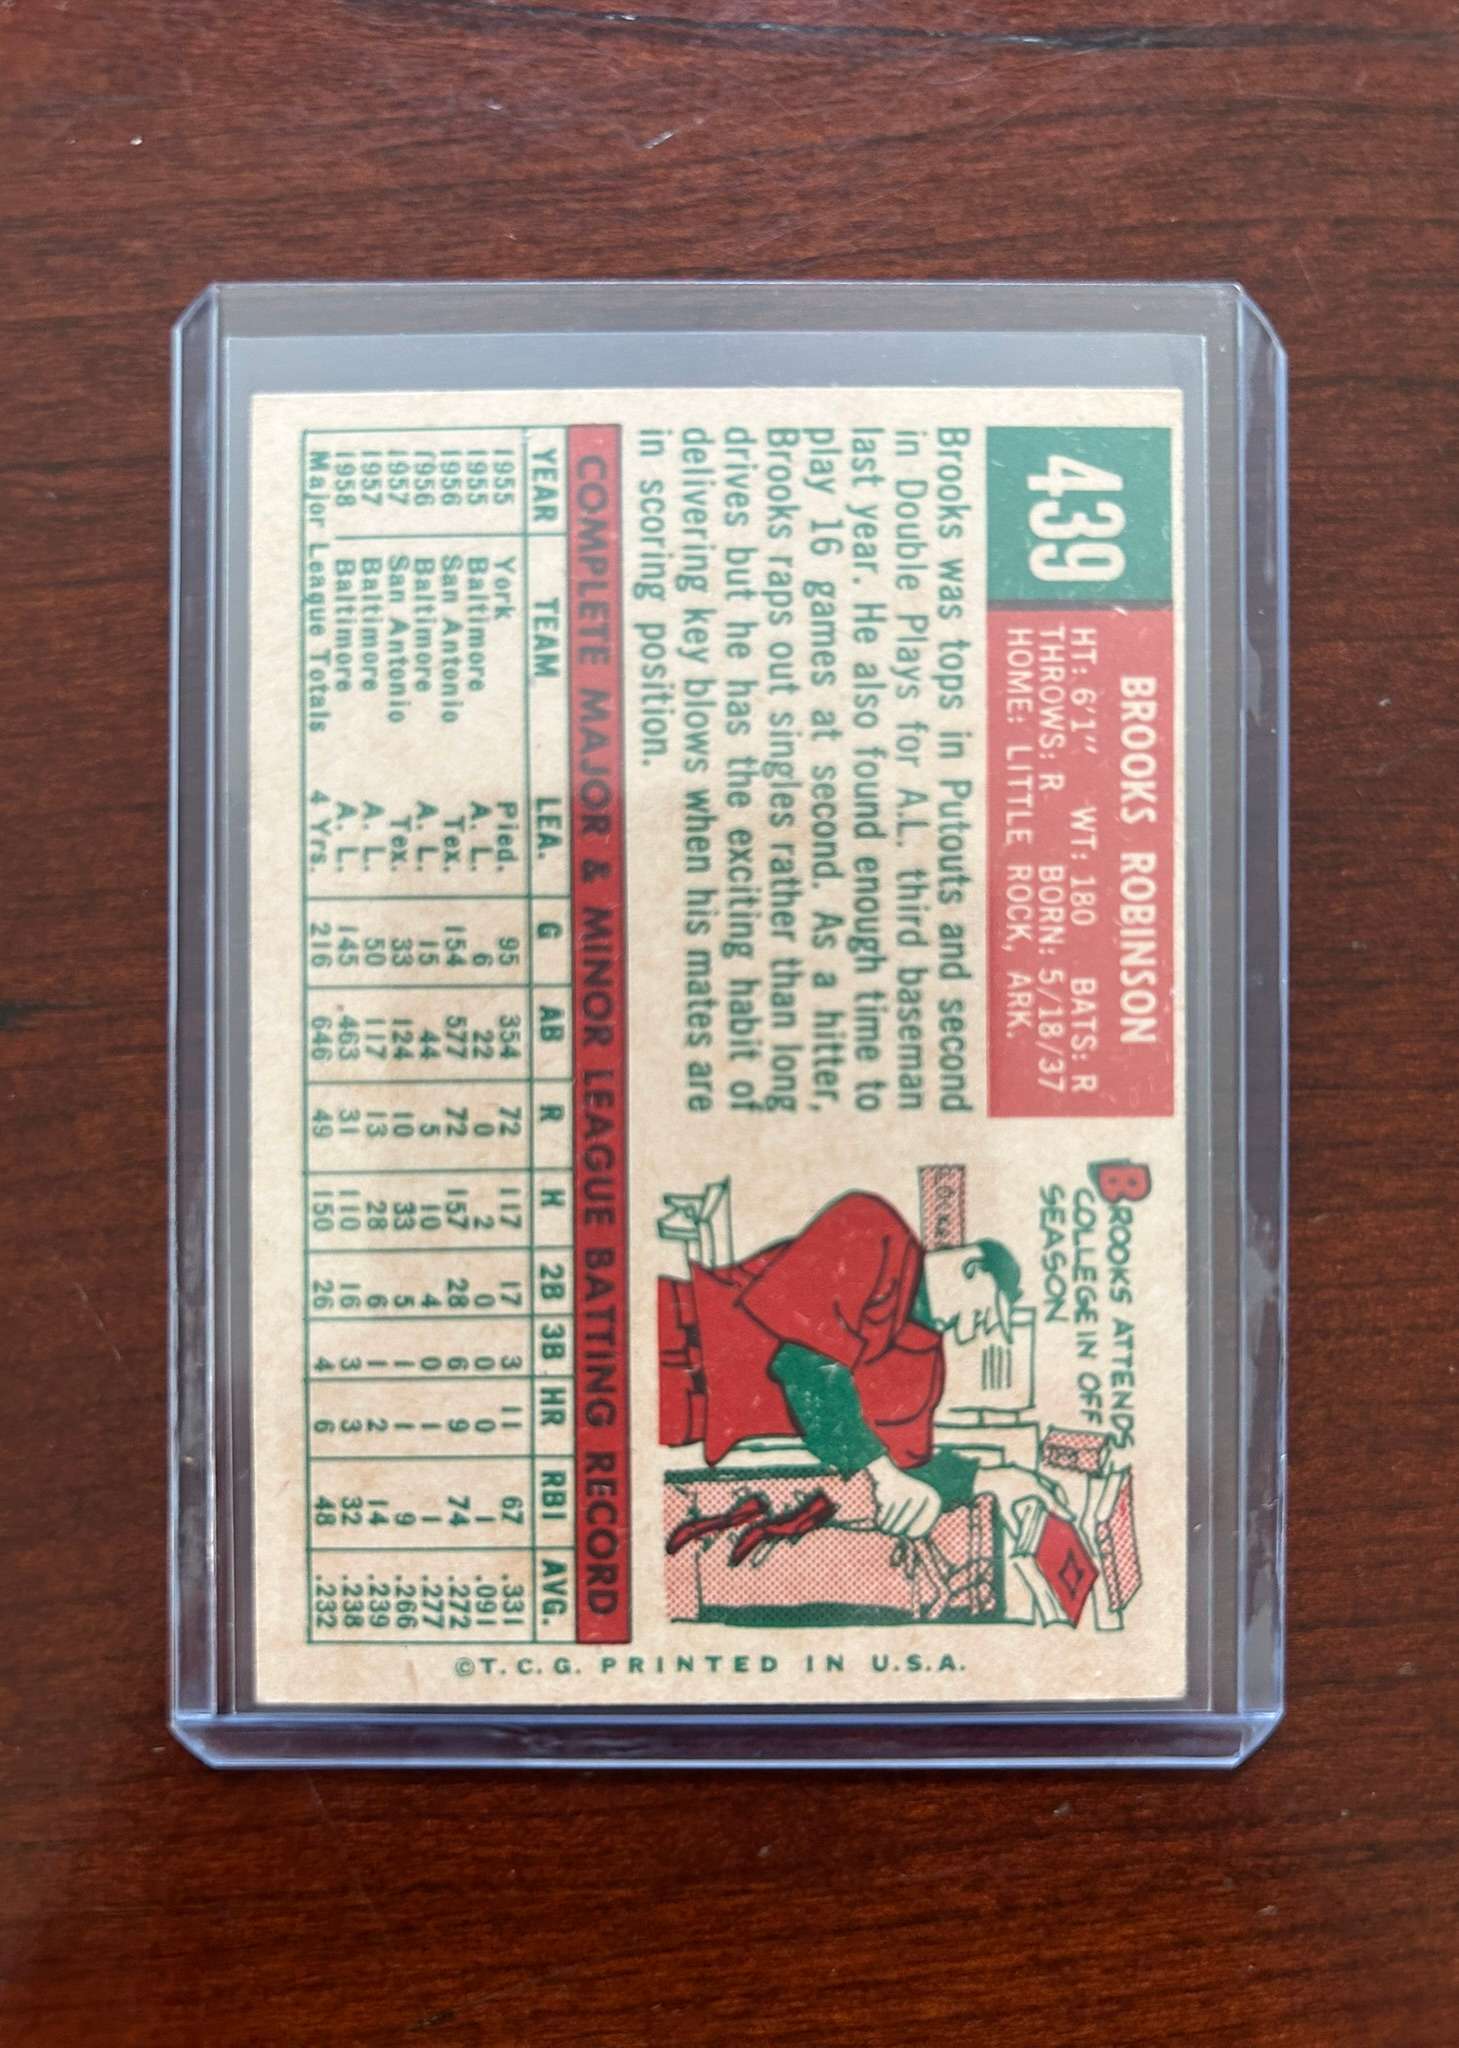 439
BROOKS ROBINSON
HT: 6'1" WT: 180 BATS: R
THROWS: R BORN: 5/18/37
HOME: LITTLE ROCK, ARK.
Brooks was tops in Putouts and second
in Double Plays for A.L. third baseman
last year. He also found enough time to
play 16 games at second. As a hitter,
Brooks raps out singles rather than long
drives but he has the exciting habit of
delivering key blows when his mates are
in scoring position.
BROOKS ATTENDS
COLLEGE IN OFF
SEASON
COMPLETE MAJOR & MINOR LEAGUE BATTING RECORD
YEAR TEAM LEA. G AB R H 2B 3B HR RBI AVG.
1955 York Pied. 95 354 72 117 17 3 11 67 .331
1955 Baltimore A. L. 6 22 0 2 0 0 0 1 .091
1956 San Antonio Tex. 154 577 72 157 28 6 9 74 .272
1956 Baltimore A. L. 15 44 5 10 4 0 1 1 .277
1957 San Antonio Tex. 33 124 10 33 5 1 1 9 .266
1957 Baltimore A. L. 50 117 13 28 6 1 2 14 .239
1958 Baltimore A. L. 145 .463 31 110 16 3 3 32 .238
Major League Totals 4 Yrs. 216 646 49 150 26 4 6 48 .232
©T. C. G. PRINTED IN U.S.A.